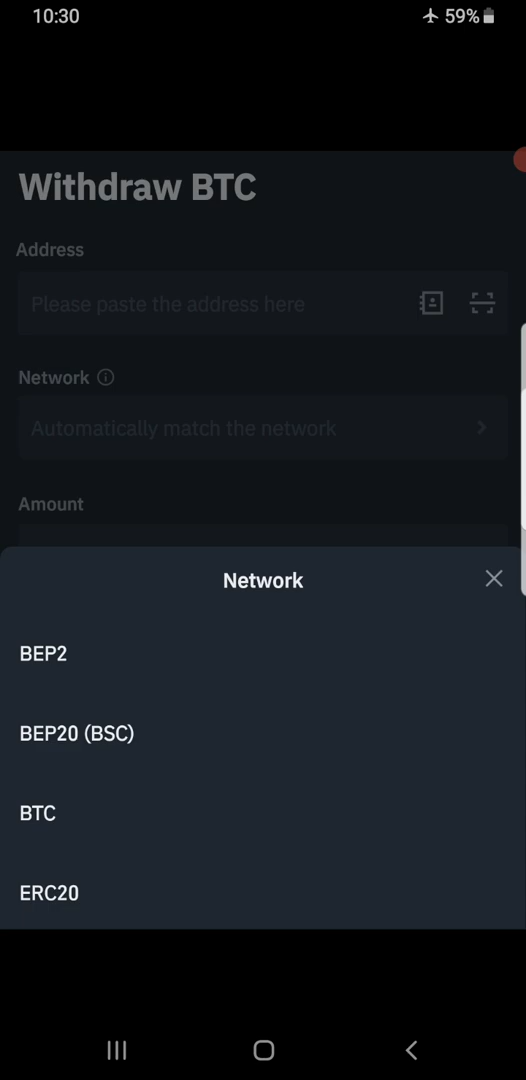 10:30
59%
Withdraw BTC
Address
Please paste the address here
Network
Automatically match the network
Amount
Network
BEP2
BEP20 (BSC)
BTC
ERC20